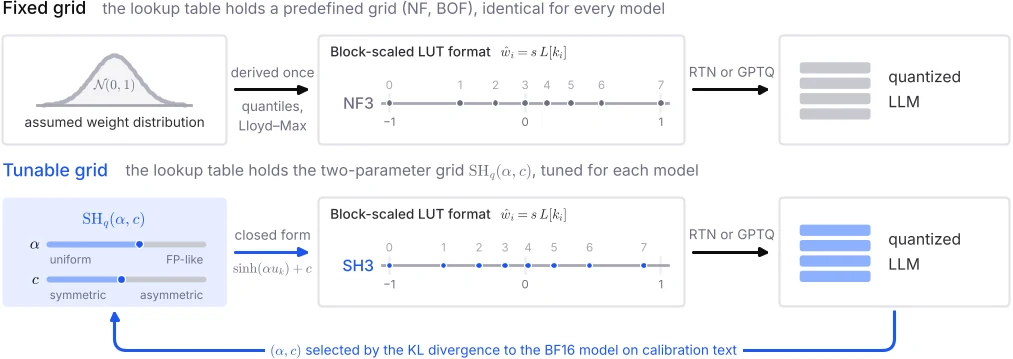 Fixed grid the lookup table holds a predefined grid (NF, BOF), identical for every model
𝒩(0, 1)
assumed weight distribution
derived once
quantiles,
Lloyd–Max
Block-scaled LUT format ŵᵢ = s L[kᵢ]
0 1 2 3 4 5 6 7
NF3
−1 0 1
RTN or GPTQ
quantized
LLM
Tunable grid the lookup table holds the two-parameter grid SH_q(α, c), tuned for each model
SH_q(α, c)
α
uniform FP-like
c
symmetric asymmetric
closed form
sinh(αu_k) + c
Block-scaled LUT format ŵᵢ = s L[kᵢ]
0 1 2 3 4 5 6 7
SH3
−1 0 1
RTN or GPTQ
quantized
LLM
(α, c) selected by the KL divergence to the BF16 model on calibration text